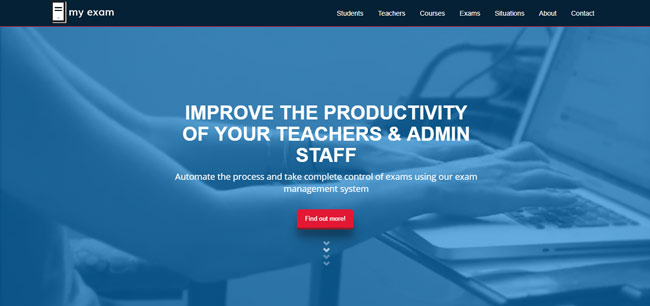 my exam
Students Teachers Courses Exams Situations About Contact
IMPROVE THE PRODUCTIVITY
OF YOUR TEACHERS & ADMIN
STAFF
Automate the process and take complete control of exams using our exam
management system
Find out more!